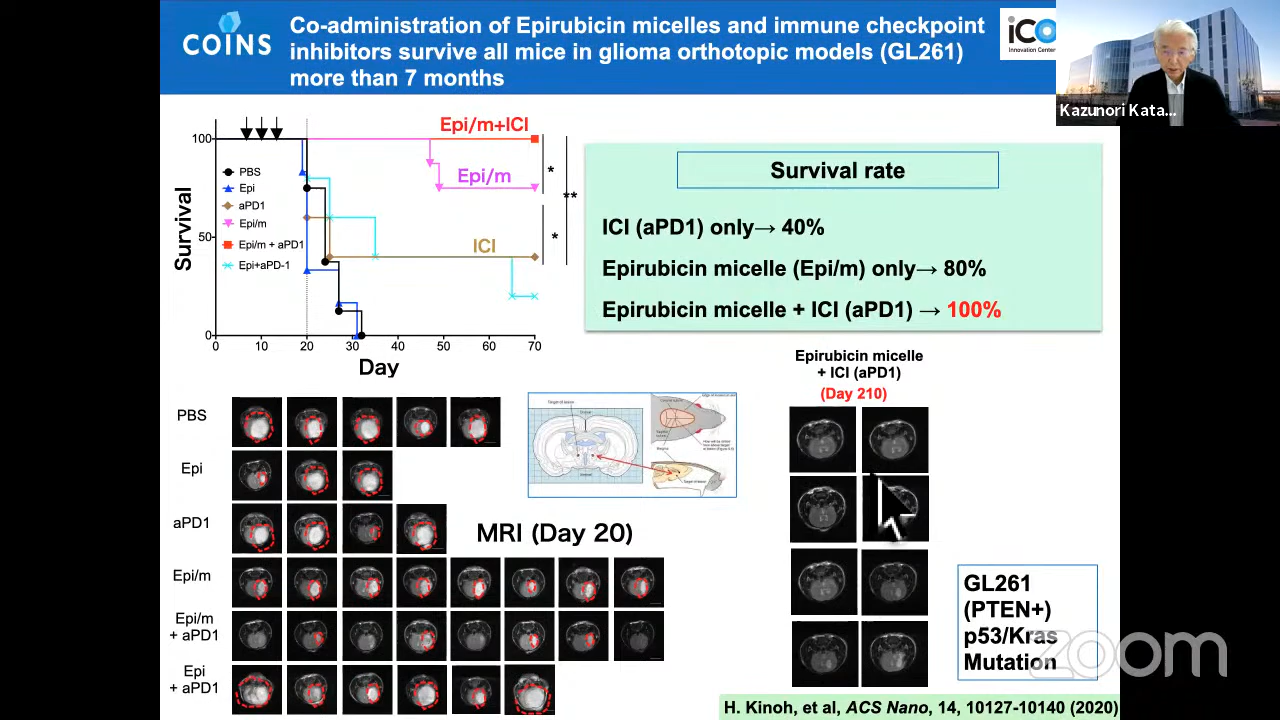 COINS
Co-administration of Epirubicin micelles and immune checkpoint
inhibitors survive all mice in glioma orthotopic models (GL261)
more than 7 months
iCO
Innovation Center
Kazunori Kata...
Survival
100
50
0
PBS
Epi
aPD1
Epi/m
Epi/m + aPD1
Epi+aPD-1
Epi/m+ICI
Epi/m
ICI
*
*
**
0 10 20 30 40 50 60 70
Day
Survival rate
ICI (aPD1) only→ 40%
Epirubicin micelle (Epi/m) only→ 80%
Epirubicin micelle + ICI (aPD1) → 100%
Epirubicin micelle
+ ICI (aPD1)
(Day 210)
PBS
Epi
aPD1
Epi/m
Epi/m
+ aPD1
Epi
+ aPD1
MRI (Day 20)
GL261
(PTEN+)
p53/Kras
Mutation
zoom
H. Kinoh, et al, ACS Nano, 14, 10127-10140 (2020)